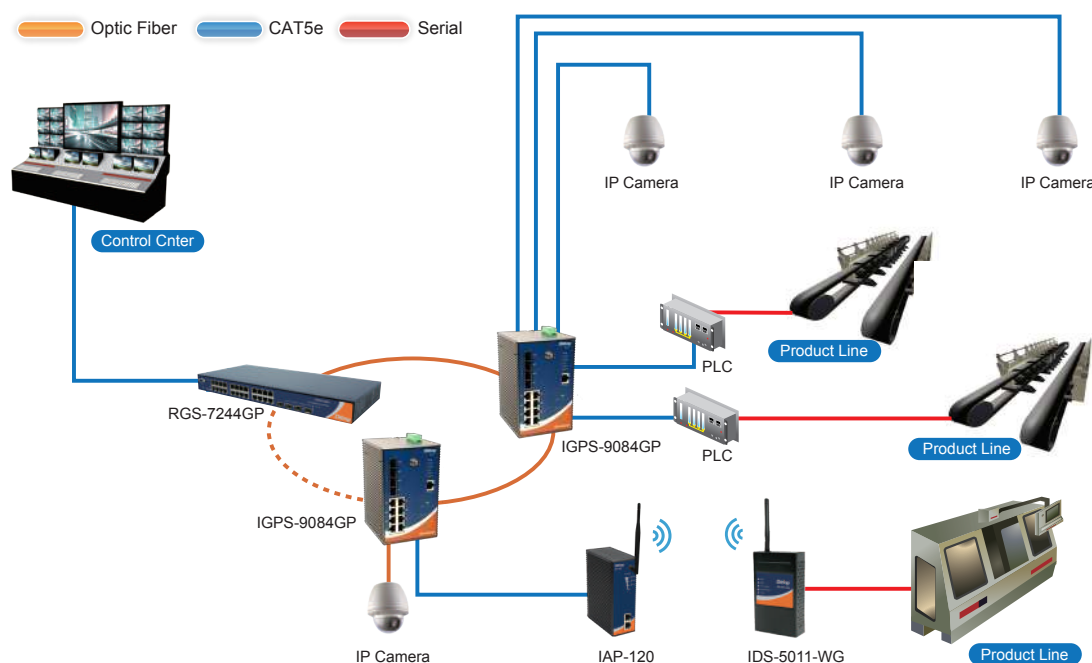 Optic Fiber
CAT5e
Serial
IP Camera
IP Camera
IP Camera
Control Cnter
PLC
Product Line
RGS-7244GP
IGPS-9084GP
PLC
Product Line
IGPS-9084GP
IP Camera
IAP-120
IDS-5011-WG
Product Line